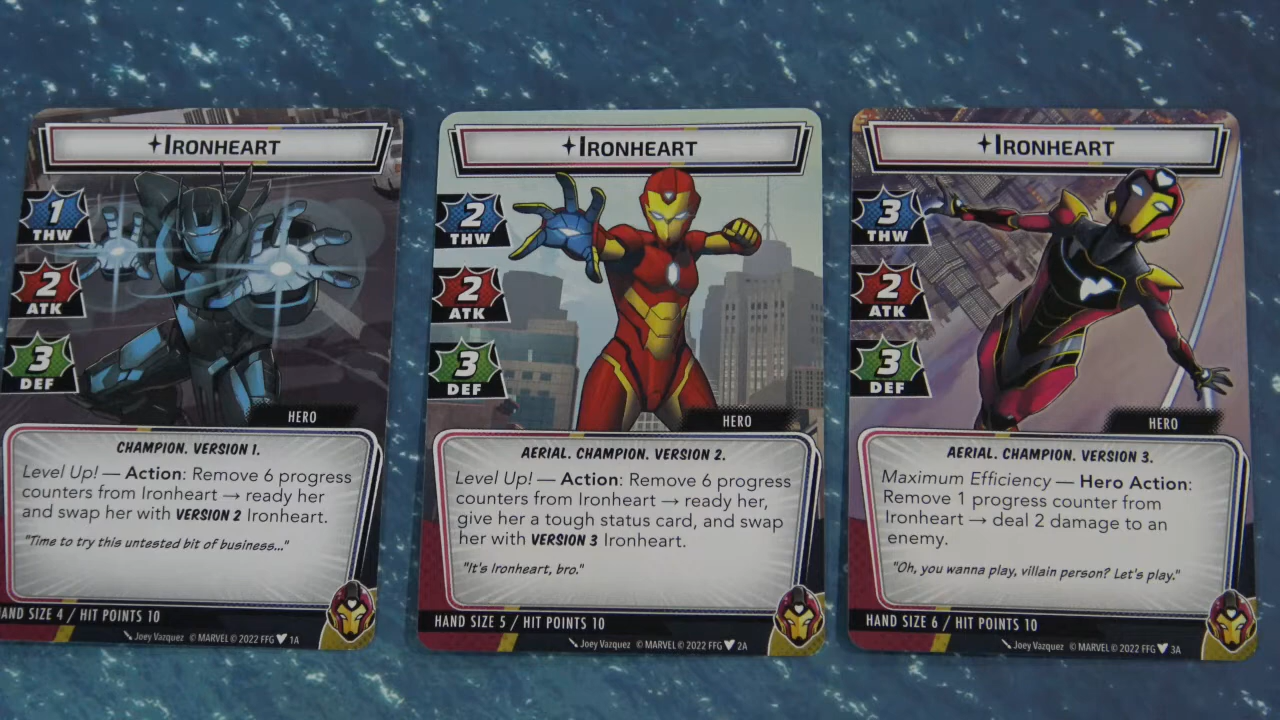 ✦IRONHEART
1
THW
2
ATK
3
DEF
HERO
CHAMPION. VERSION 1.
Level Up! — Action: Remove 6 progress
counters from Ironheart → ready her
and swap her with VERSION 2 Ironheart.
"Time to try this untested bit of business..."
HAND SIZE 4 / HIT POINTS 10
Joey Vazquez © MARVEL © 2022 FFG 1A
✦IRONHEART
2
THW
2
ATK
3
DEF
HERO
AERIAL. CHAMPION. VERSION 2.
Level Up! — Action: Remove 6 progress
counters from Ironheart → ready her,
give her a tough status card, and swap
her with VERSION 3 Ironheart.
"It's Ironheart, bro."
HAND SIZE 5 / HIT POINTS 10
Joey Vazquez © MARVEL © 2022 FFG 2A
✦IRONHEART
3
THW
2
ATK
3
DEF
HERO
AERIAL. CHAMPION. VERSION 3.
Maximum Efficiency — Hero Action:
Remove 1 progress counter from
Ironheart → deal 2 damage to an
enemy.
"Oh, you wanna play, villain person? Let's play."
HAND SIZE 6 / HIT POINTS 10
Joey Vazquez © MARVEL © 2022 FFG 3A